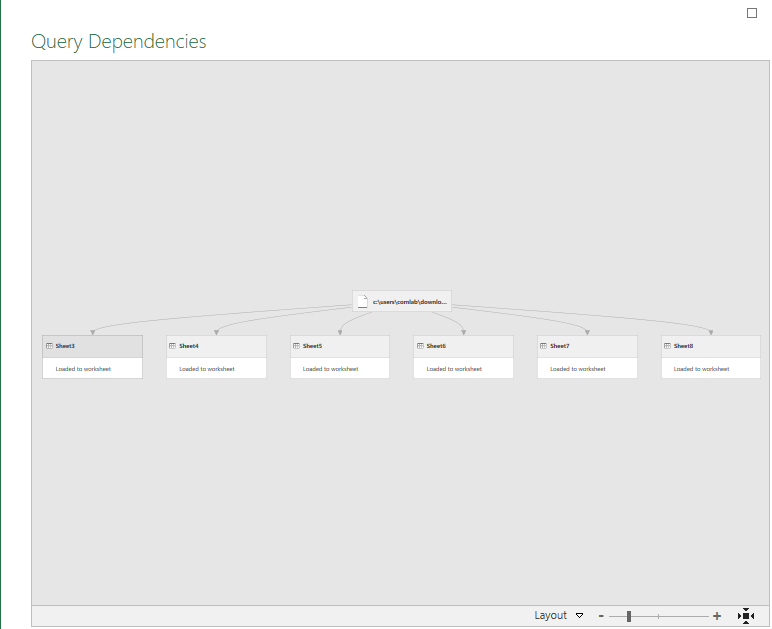 Query Dependencies
c:\users\comlab\downlo...
Sheet3
Sheet4
Sheet5
Sheet6
Sheet7
Sheet8
Loaded to worksheet
Loaded to worksheet
Loaded to worksheet
Loaded to worksheet
Loaded to worksheet
Loaded to worksheet
Layout